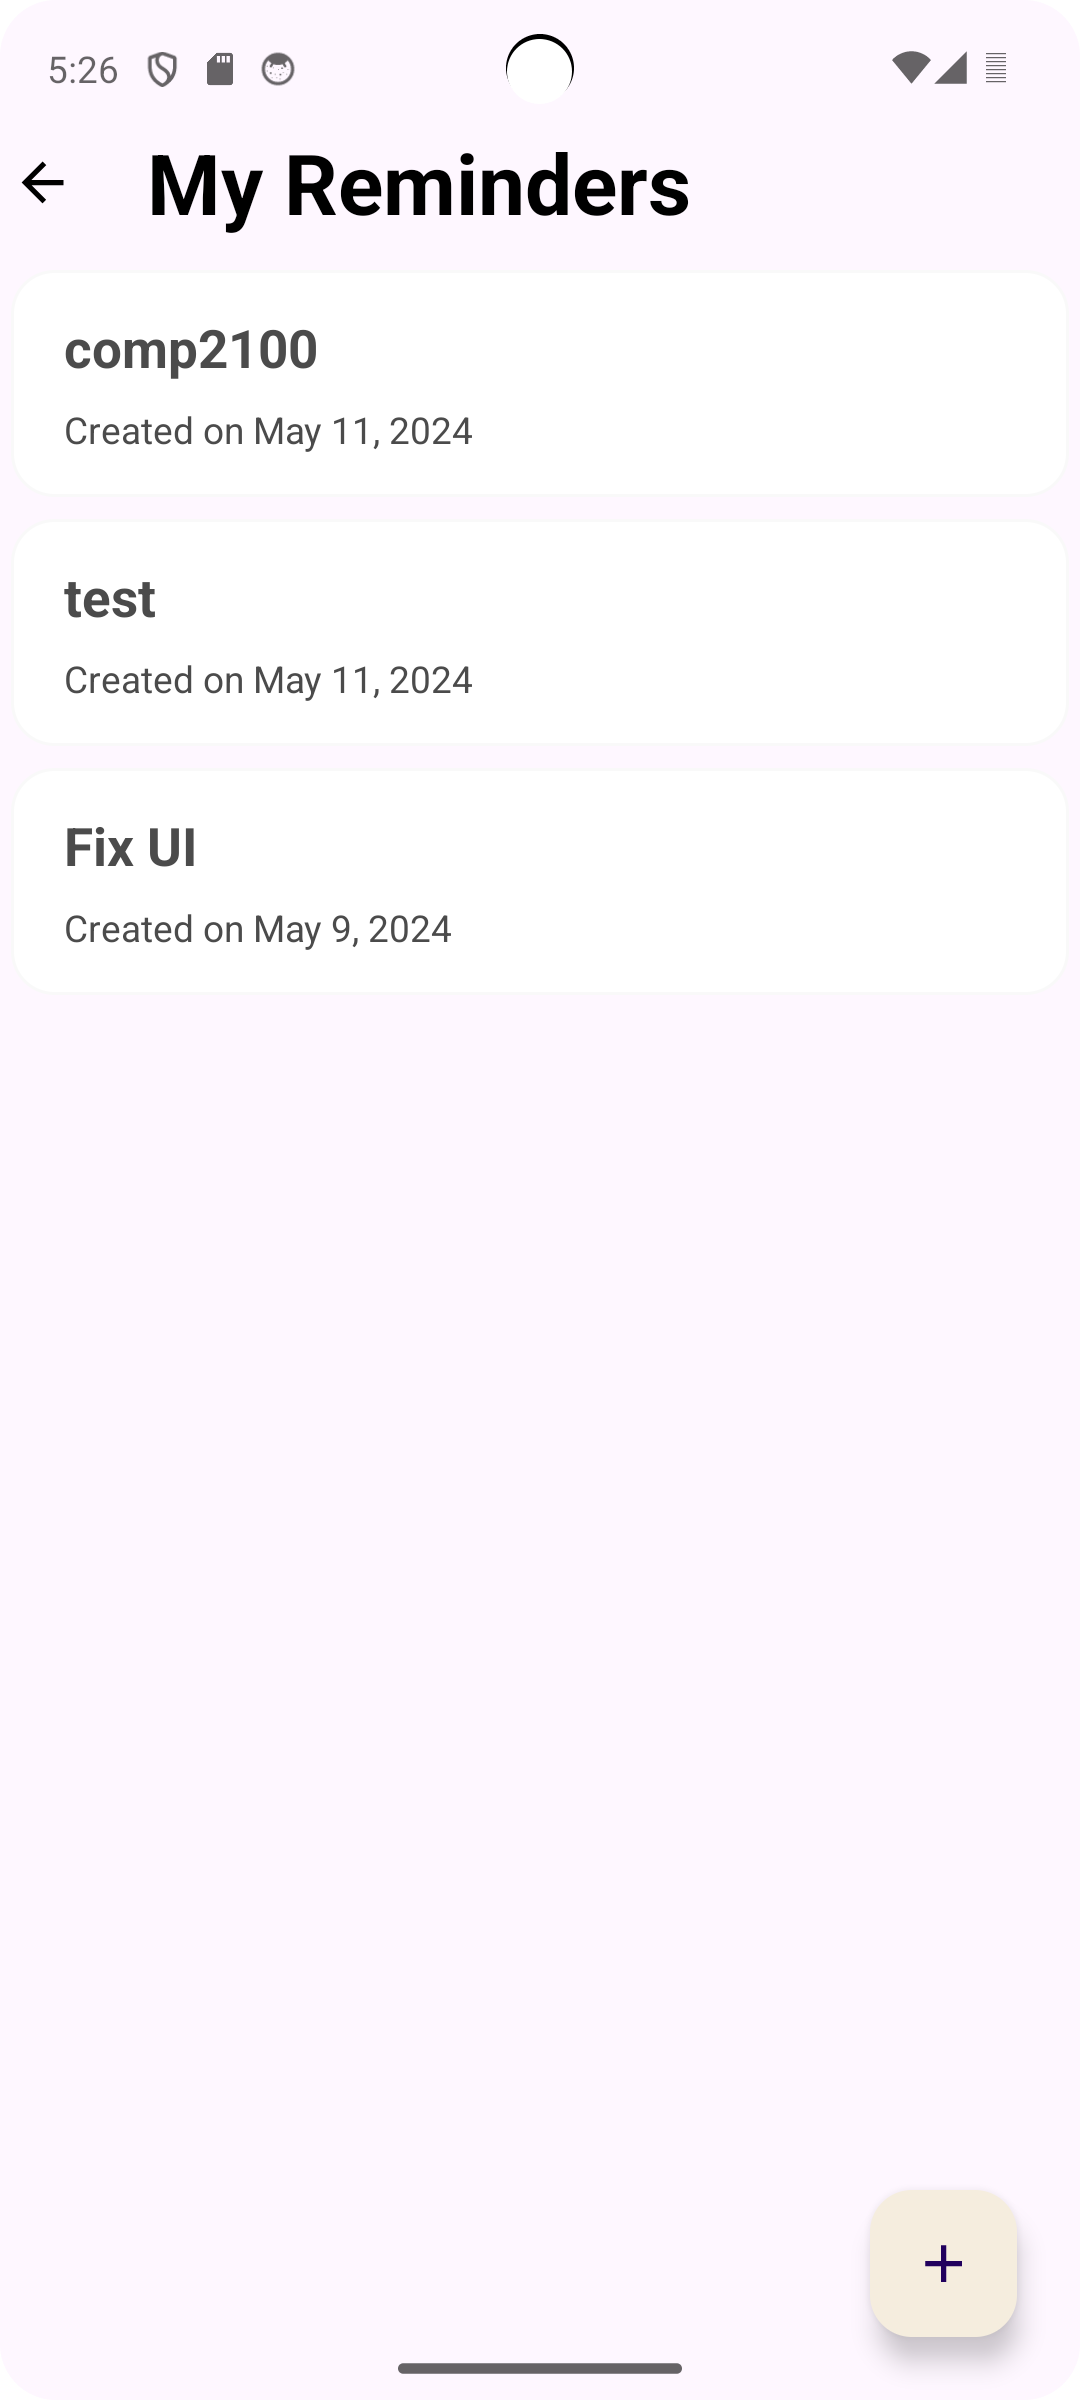 5:26
My Reminders
comp2100
Created on May 11, 2024
test
Created on May 11, 2024
Fix UI
Created on May 9, 2024